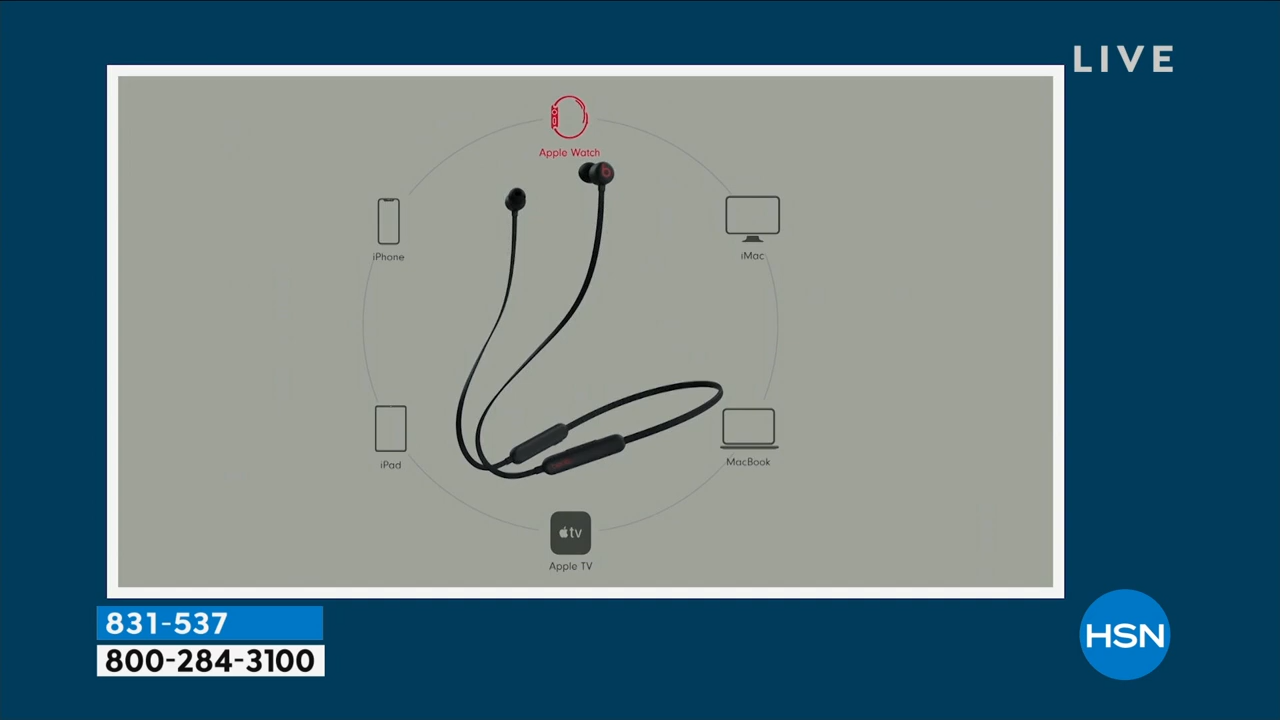 LIVE
Apple Watch
iPhone
iMac
iPad
MacBook
tv
Apple TV
831-537
800-284-3100
HSN